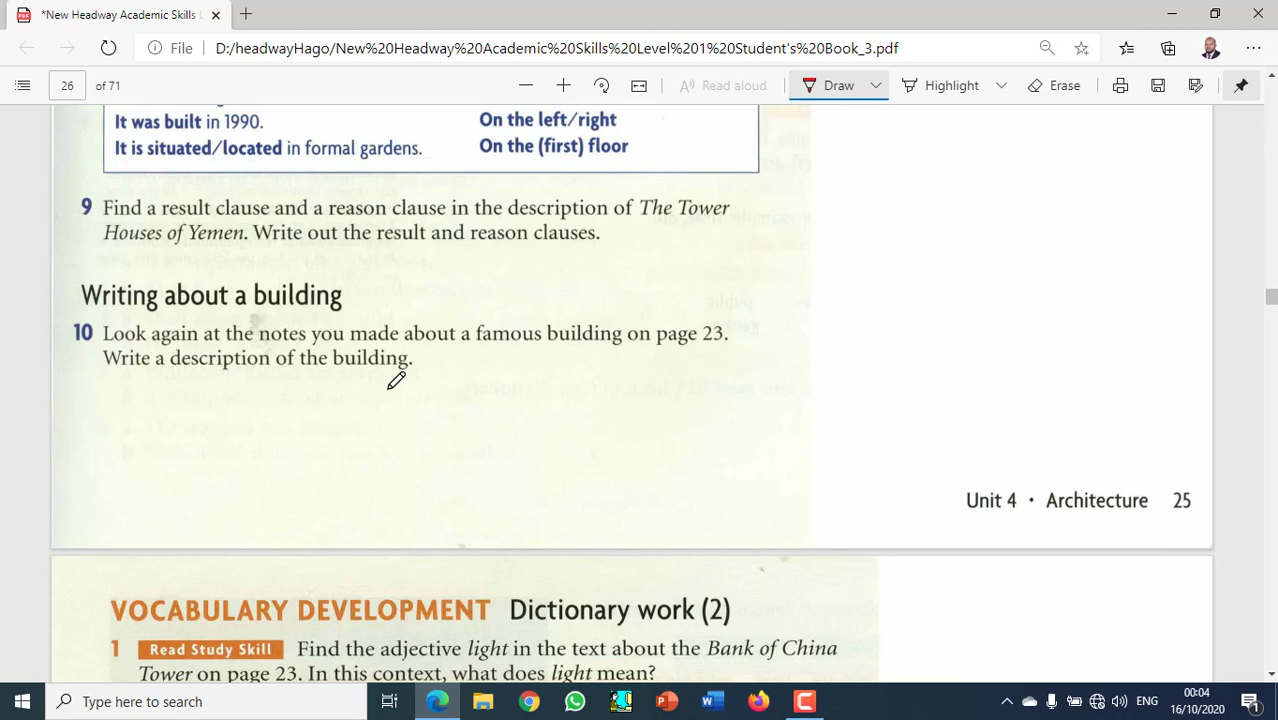 *New Headway Academic Skills L
File
D:/headwayHago/New%20Headway%20Academic%20Skills%20Level%201%20Student's%20Book_3.pdf
26 of 71
Read aloud
Draw
Highlight
Erase
It was built in 1990.
On the left/right
It is situated/located in formal gardens.
On the (first) floor
9 Find a result clause and a reason clause in the description of The Tower
Houses of Yemen. Write out the result and reason clauses.
Writing about a building
10 Look again at the notes you made about a famous building on page 23.
Write a description of the building.
Unit 4 • Architecture 25
VOCABULARY DEVELOPMENT Dictionary work (2)
1 Read Study Skill Find the adjective light in the text about the Bank of China
Tower on page 23. In this context, what does light mean?
Type here to search
ENG
00:04
16/10/2020